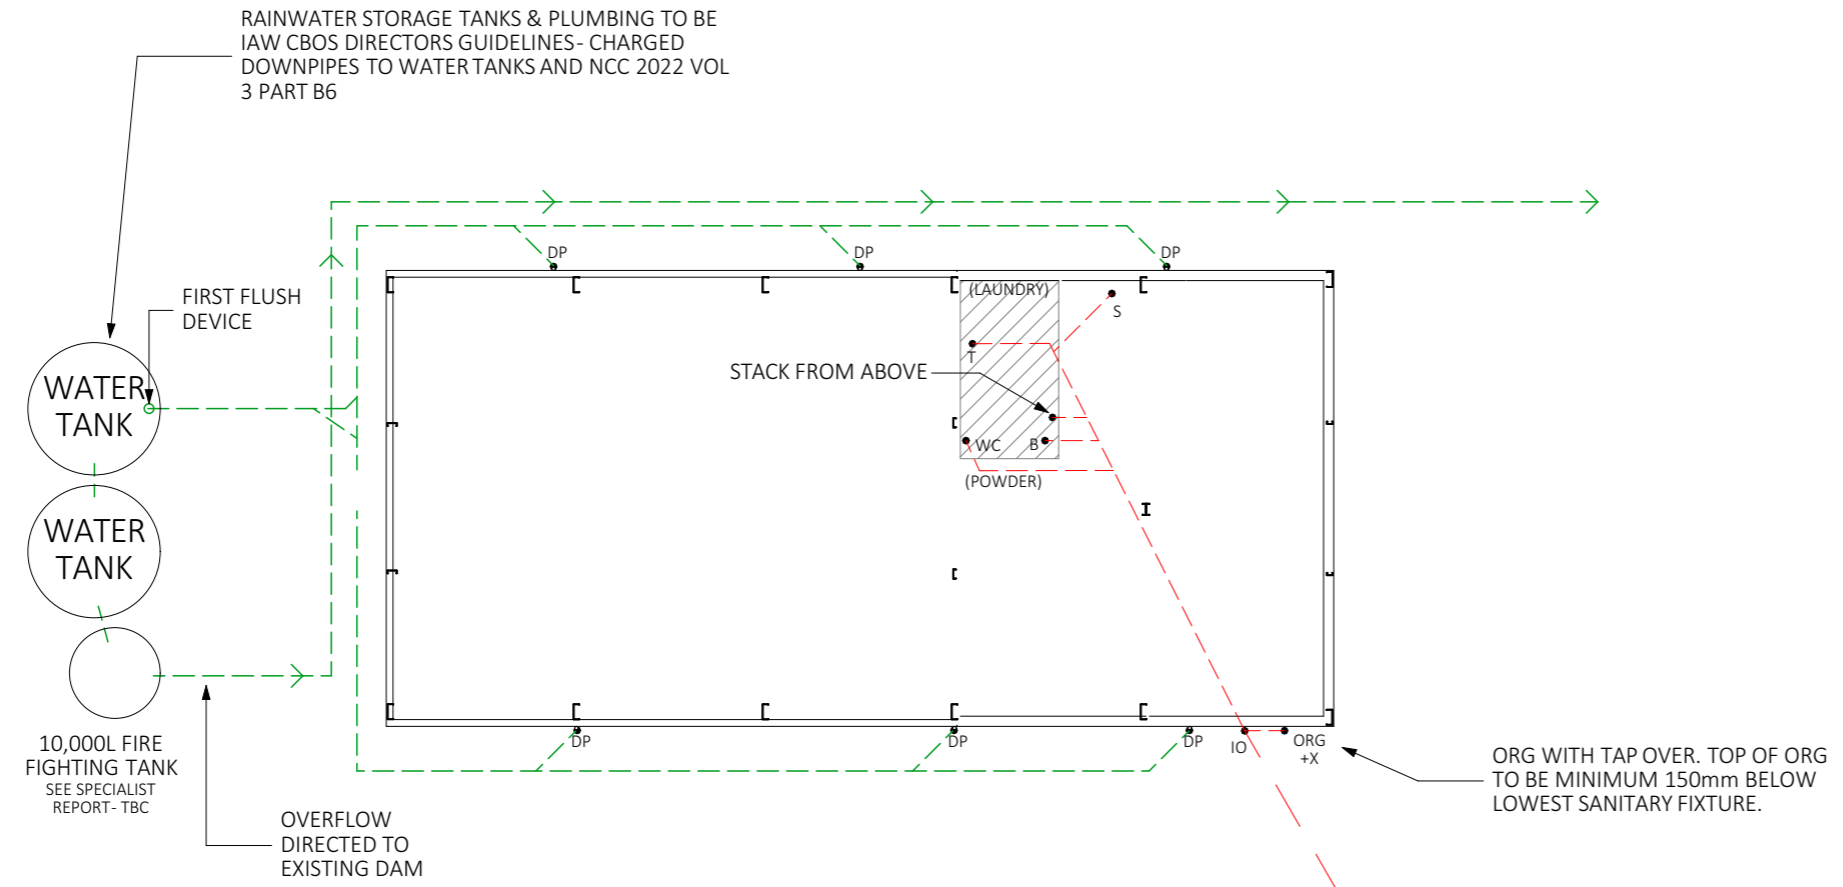 RAINWATER STORAGE TANKS & PLUMBING TO BE
IAW CBOS DIRECTORS GUIDELINES- CHARGED
DOWNPIPES TO WATER TANKS AND NCC 2022 VOL
3 PART B6
DP
DP
DP
FIRST FLUSH
DEVICE
(LAUNDRY)
S
T
STACK FROM ABOVE
WATER
TANK
WC
B
(POWDER)
WATER
TANK
10,000L FIRE
FIGHTING TANK
SEE SPECIALIST
REPORT- TBC
DP
DP
DP
IO
ORG
+X
ORG WITH TAP OVER. TOP OF ORG
TO BE MINIMUM 150mm BELOW
LOWEST SANITARY FIXTURE.
OVERFLOW
DIRECTED TO
EXISTING DAM